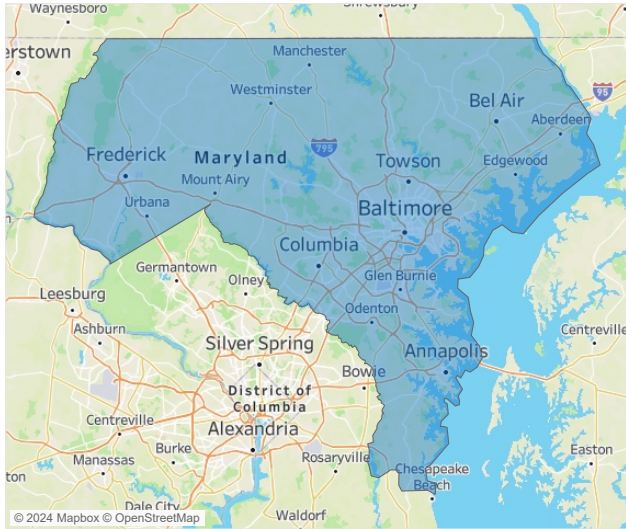 Waynesboro
Shrewsbury
erstown
Manchester
Westminster
95
Bel Air
Aberdeen
795
Frederick
Maryland
Towson
Edgewood
Mount Airy
Urbana
Baltimore
Columbia
Germantown
Glen Burnie
Olney
Leesburg
Odenton
Ashburn
Centreville
Silver Spring
Annapolis
Bowie
District of
Columbia
Centreville
Alexandria
Burke
Easton
Manassas
Rosaryville
Chesapeake
Beach
ton
Dale City
Waldorf
© 2024 Mapbox © OpenStreetMap